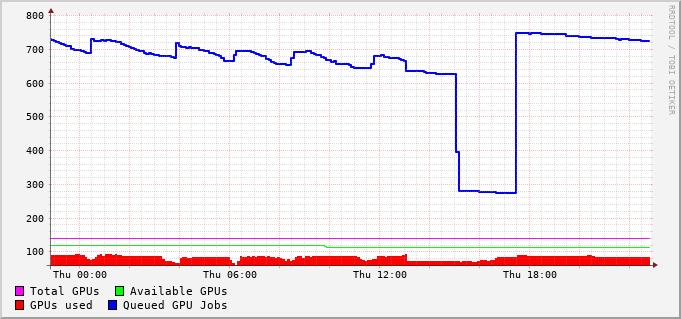 800
700
600
500
400
300
200
100
Thu 00:00 Thu 06:00 Thu 12:00 Thu 18:00
Total GPUs Available GPUs
GPUs used Queued GPU Jobs
RRDTOOL / TOBI OETIKER